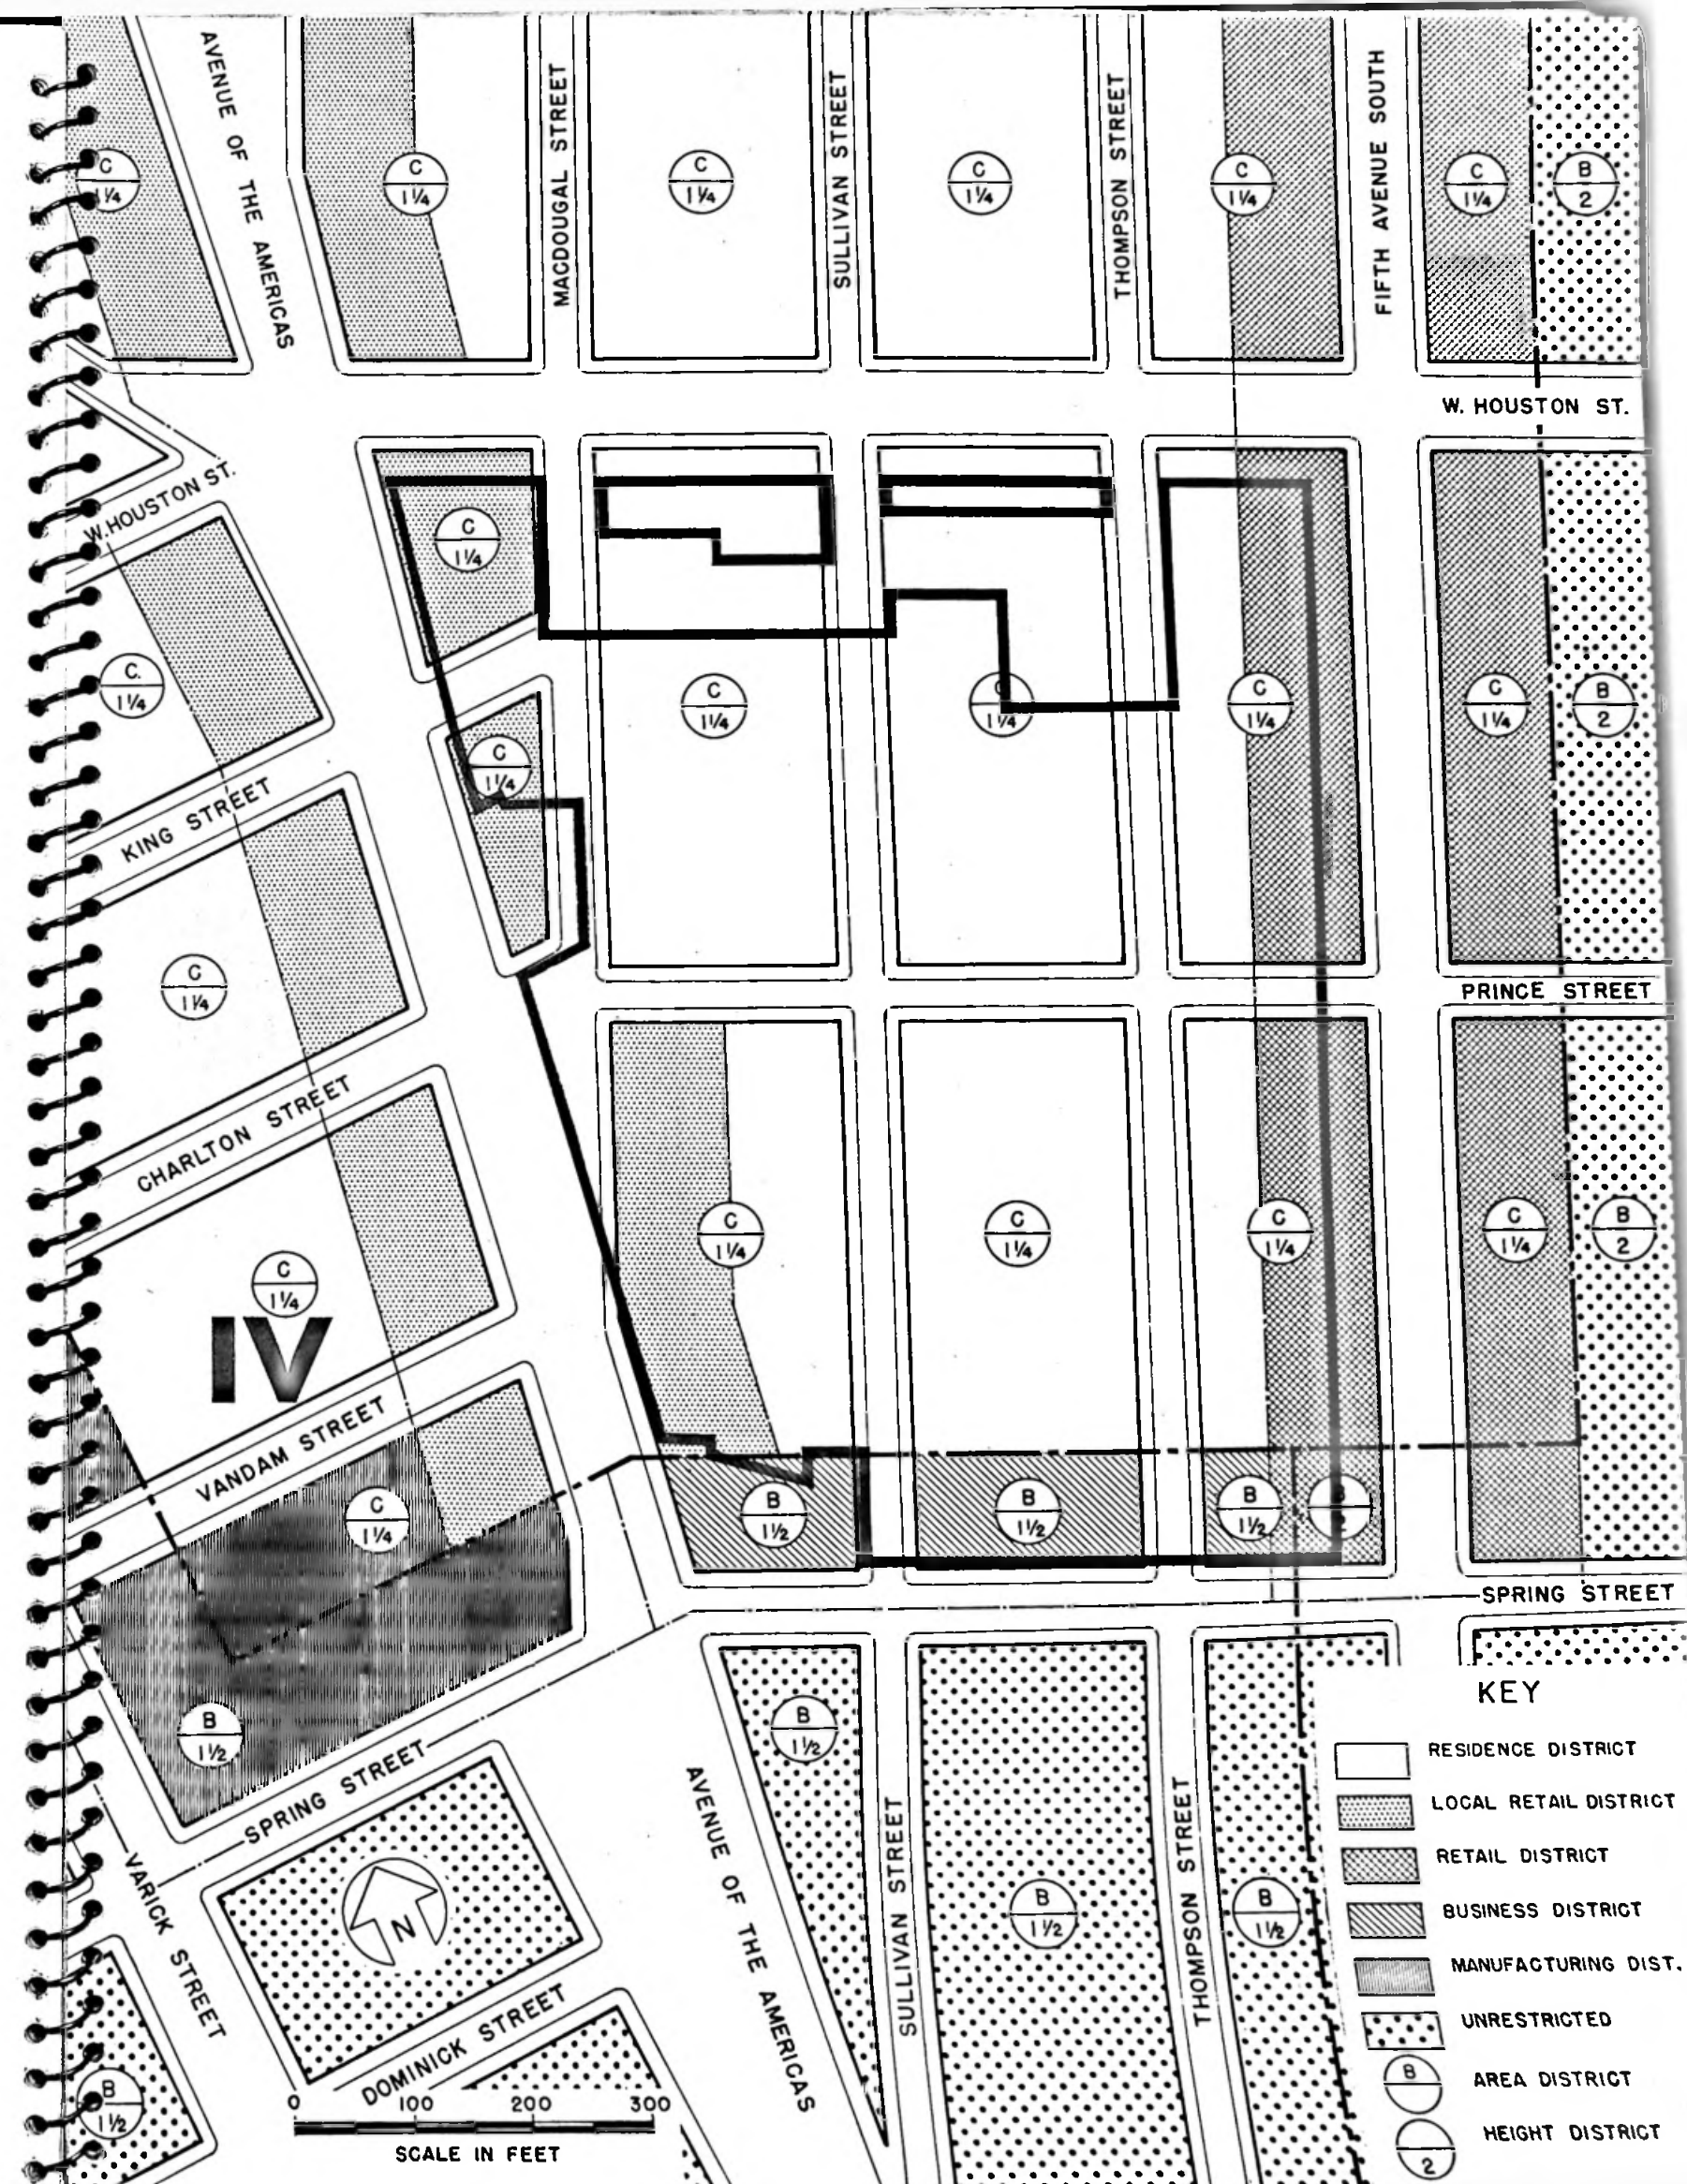 AVENUE OF THE AMERICAS
MACDOUGAL STREET
SULLIVAN STREET
THOMPSON STREET
FIFTH AVENUE SOUTH
C
1¼
C
1¼
C
1¼
C
1¼
C
1¼
C
1¼
B
2
W. HOUSTON ST.
W. HOUSTON ST.
C
1¼
C.
1¼
C
1¼
C
1¼
C
1¼
C
1¼
B
2
C
1¼
KING STREET
C
1¼
PRINCE STREET
CHARLTON STREET
C
1¼
C
1¼
C
1¼
C
1¼
B
2
C
1¼
IV
VANDAM STREET
C
1¼
B
1½
B
1½
B
1½
SPRING STREET
B
1½
B
1½
SPRING STREET
VARICK STREET
N
AVENUE OF THE AMERICAS
SULLIVAN STREET
B
1½
THOMPSON STREET
B
1½
DOMINICK STREET
B
1½
0 100 200 300
SCALE IN FEET
KEY
RESIDENCE DISTRICT
LOCAL RETAIL DISTRICT
RETAIL DISTRICT
BUSINESS DISTRICT
MANUFACTURING DIST.
UNRESTRICTED
B
AREA DISTRICT
HEIGHT DISTRICT
2